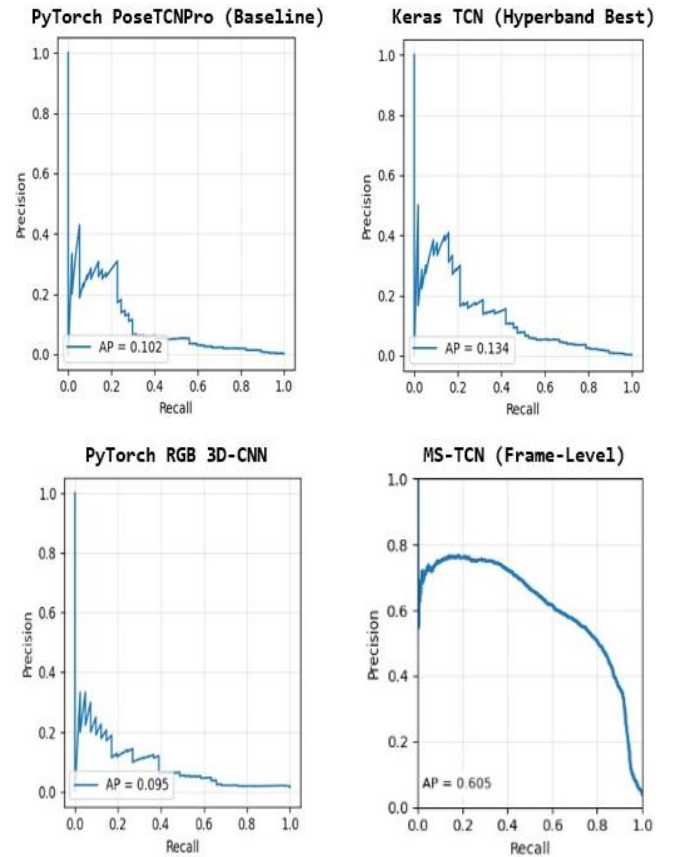 PyTorch PoseTCNPro (Baseline)
Precision
1.0
0.8
0.6
0.4
0.2
0.0
AP = 0.102
0.0 0.2 0.4 0.6 0.8 1.0
Recall
Keras TCN (Hyperband Best)
Precision
1.0
0.8
0.6
0.4
0.2
0.0
AP = 0.134
0.0 0.2 0.4 0.6 0.8 1.0
Recall
PyTorch RGB 3D-CNN
Precision
1.0
0.8
0.6
0.4
0.2
0.0
AP = 0.095
0.0 0.2 0.4 0.6 0.8 1.0
Recall
MS-TCN (Frame-Level)
Precision
1.0
0.8
0.6
0.4
0.2
0.0
AP = 0.605
0.0 0.2 0.4 0.6 0.8 1.0
Recall